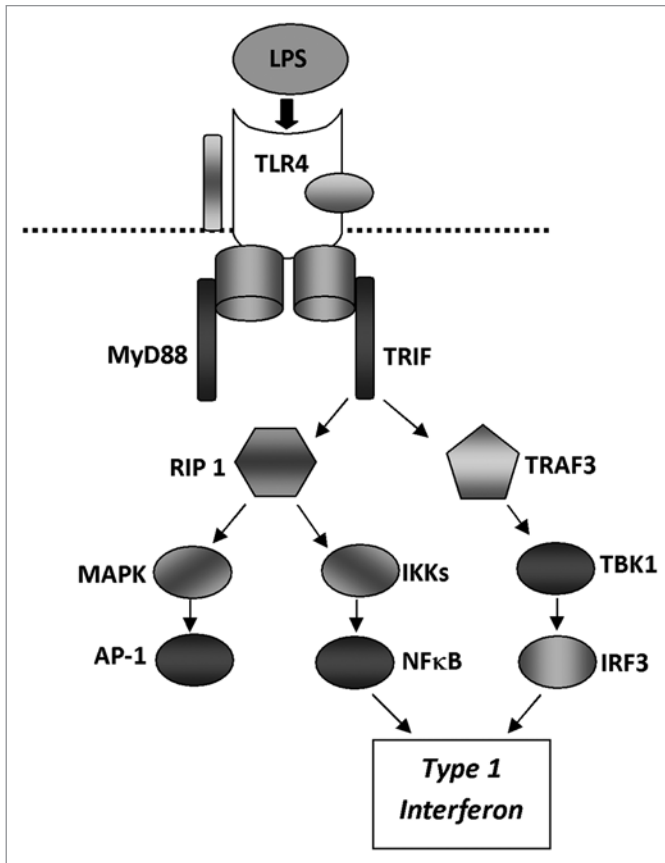 LPS
TLR4
MyD88
TRIF
RIP 1
TRAF3
MAPK
IKKs
TBK1
AP-1
NFκB
IRF3
Type 1
Interferon